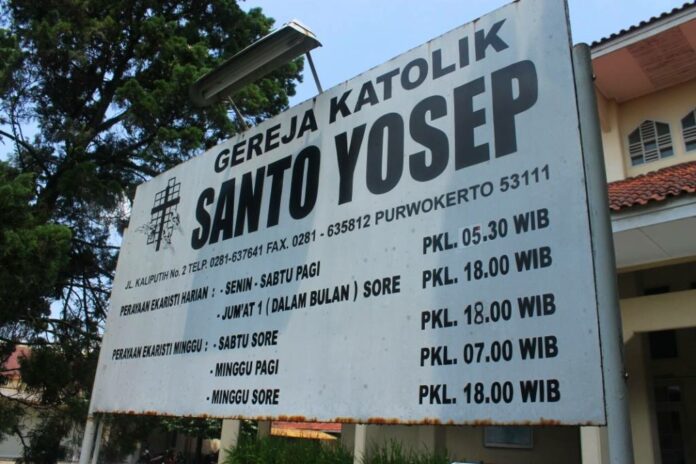 GEREJA KATOLIK
SANTO YOSEP
JL. KALIPUTIH No. 2 TELP. 0281-637641 FAX. 0281 - 635812 PURWOKERTO 53111
PERAYAAN EKARISTI HARIAN : - SENIN - SABTU PAGI PKL. 05.30 WIB
- JUM'AT 1 ( DALAM BULAN ) SORE PKL. 18.00 WIB
PERAYAAN EKARISTI MINGGU : - SABTU SORE PKL. 18.00 WIB
- MINGGU PAGI PKL. 07.00 WIB
- MINGGU SORE PKL. 18.00 WIB